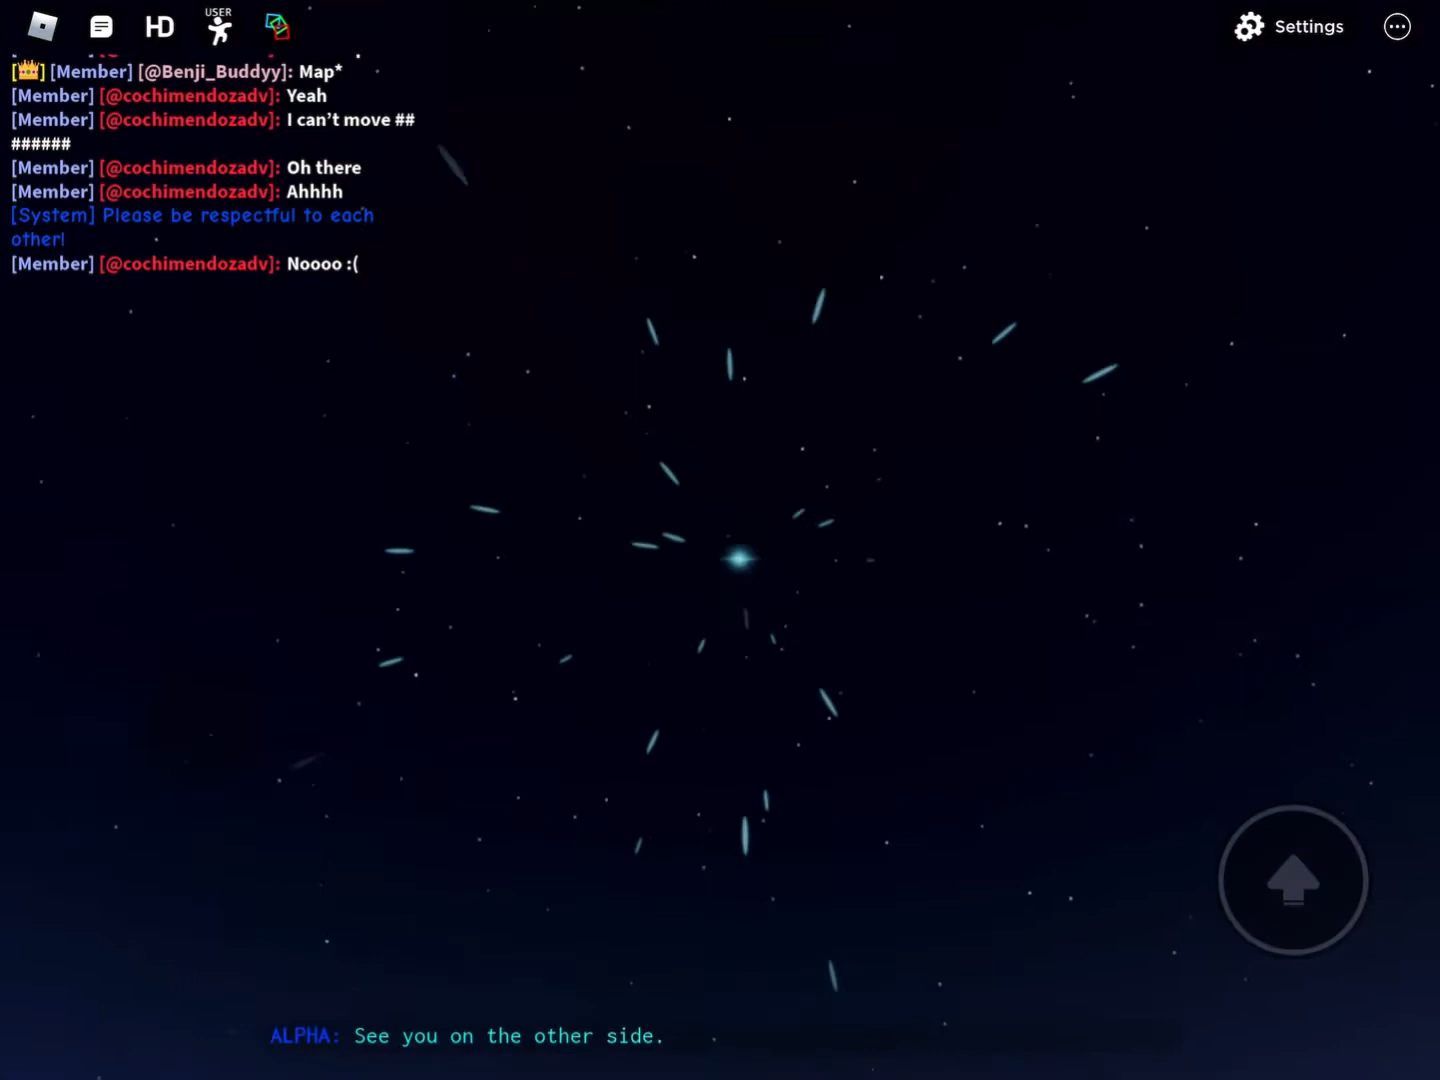 HD
USER
Settings
[👑] [Member] [@Benji_Buddyy]: Map*
[Member] [@cochimendozadv]: Yeah
[Member] [@cochimendozadv]: I can’t move ##
######
[Member] [@cochimendozadv]: Oh there
[Member] [@cochimendozadv]: Ahhhh
[System] Please be respectful to each
other!
[Member] [@cochimendozadv]: Noooo :(
ALPHA: See you on the other side.